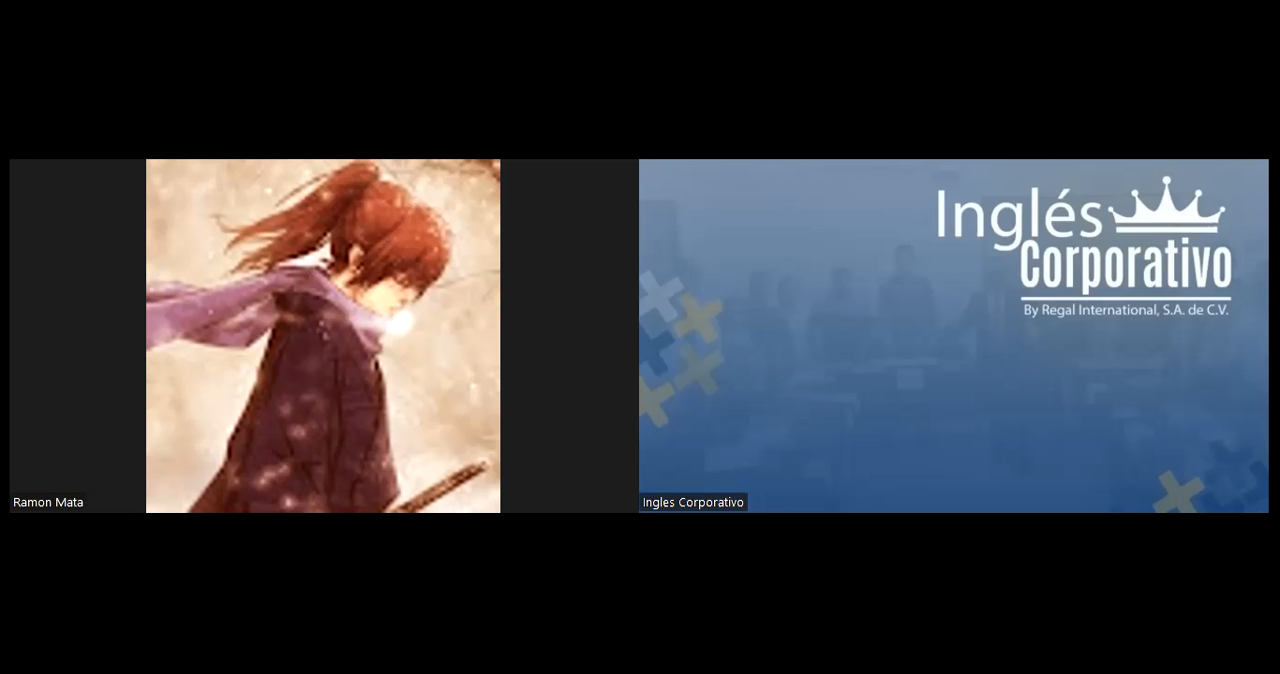 Inglés
Corporativo
By Regal International, S.A. de C.V.
Ramon Mata
Ingles Corporativo